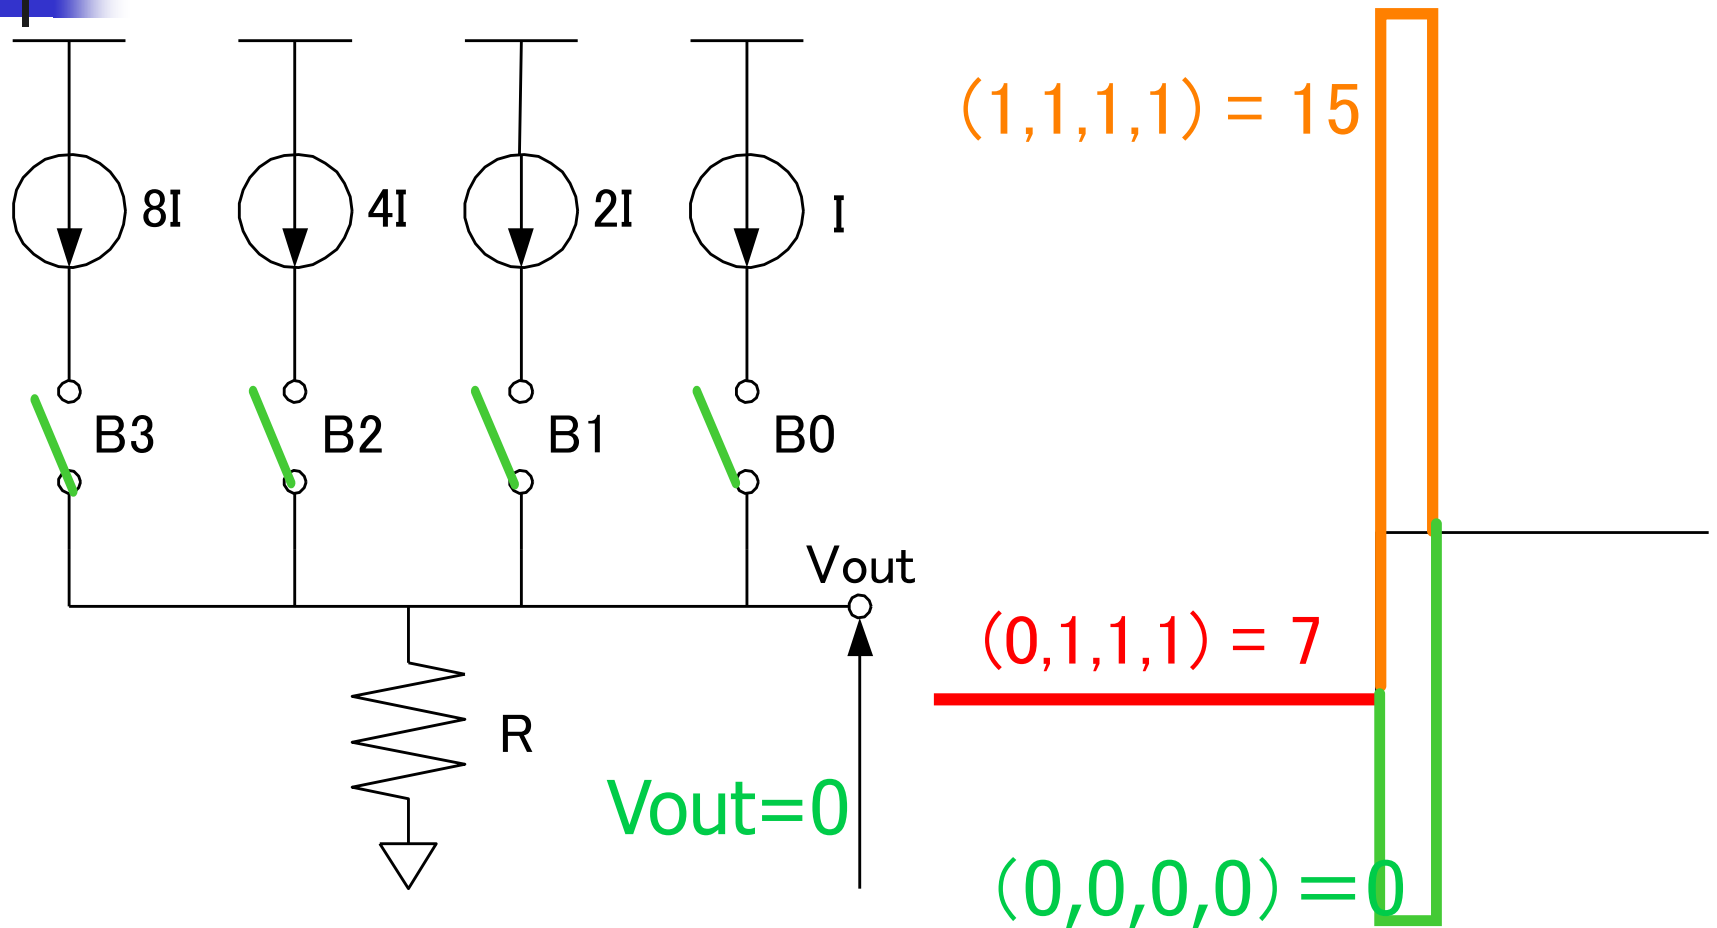 (1,1,1,1) = 15
8I
4I
2I
I
B3
B2
B1
B0
Vout
(0,1,1,1) = 7
R
Vout=0
(0,0,0,0)=0